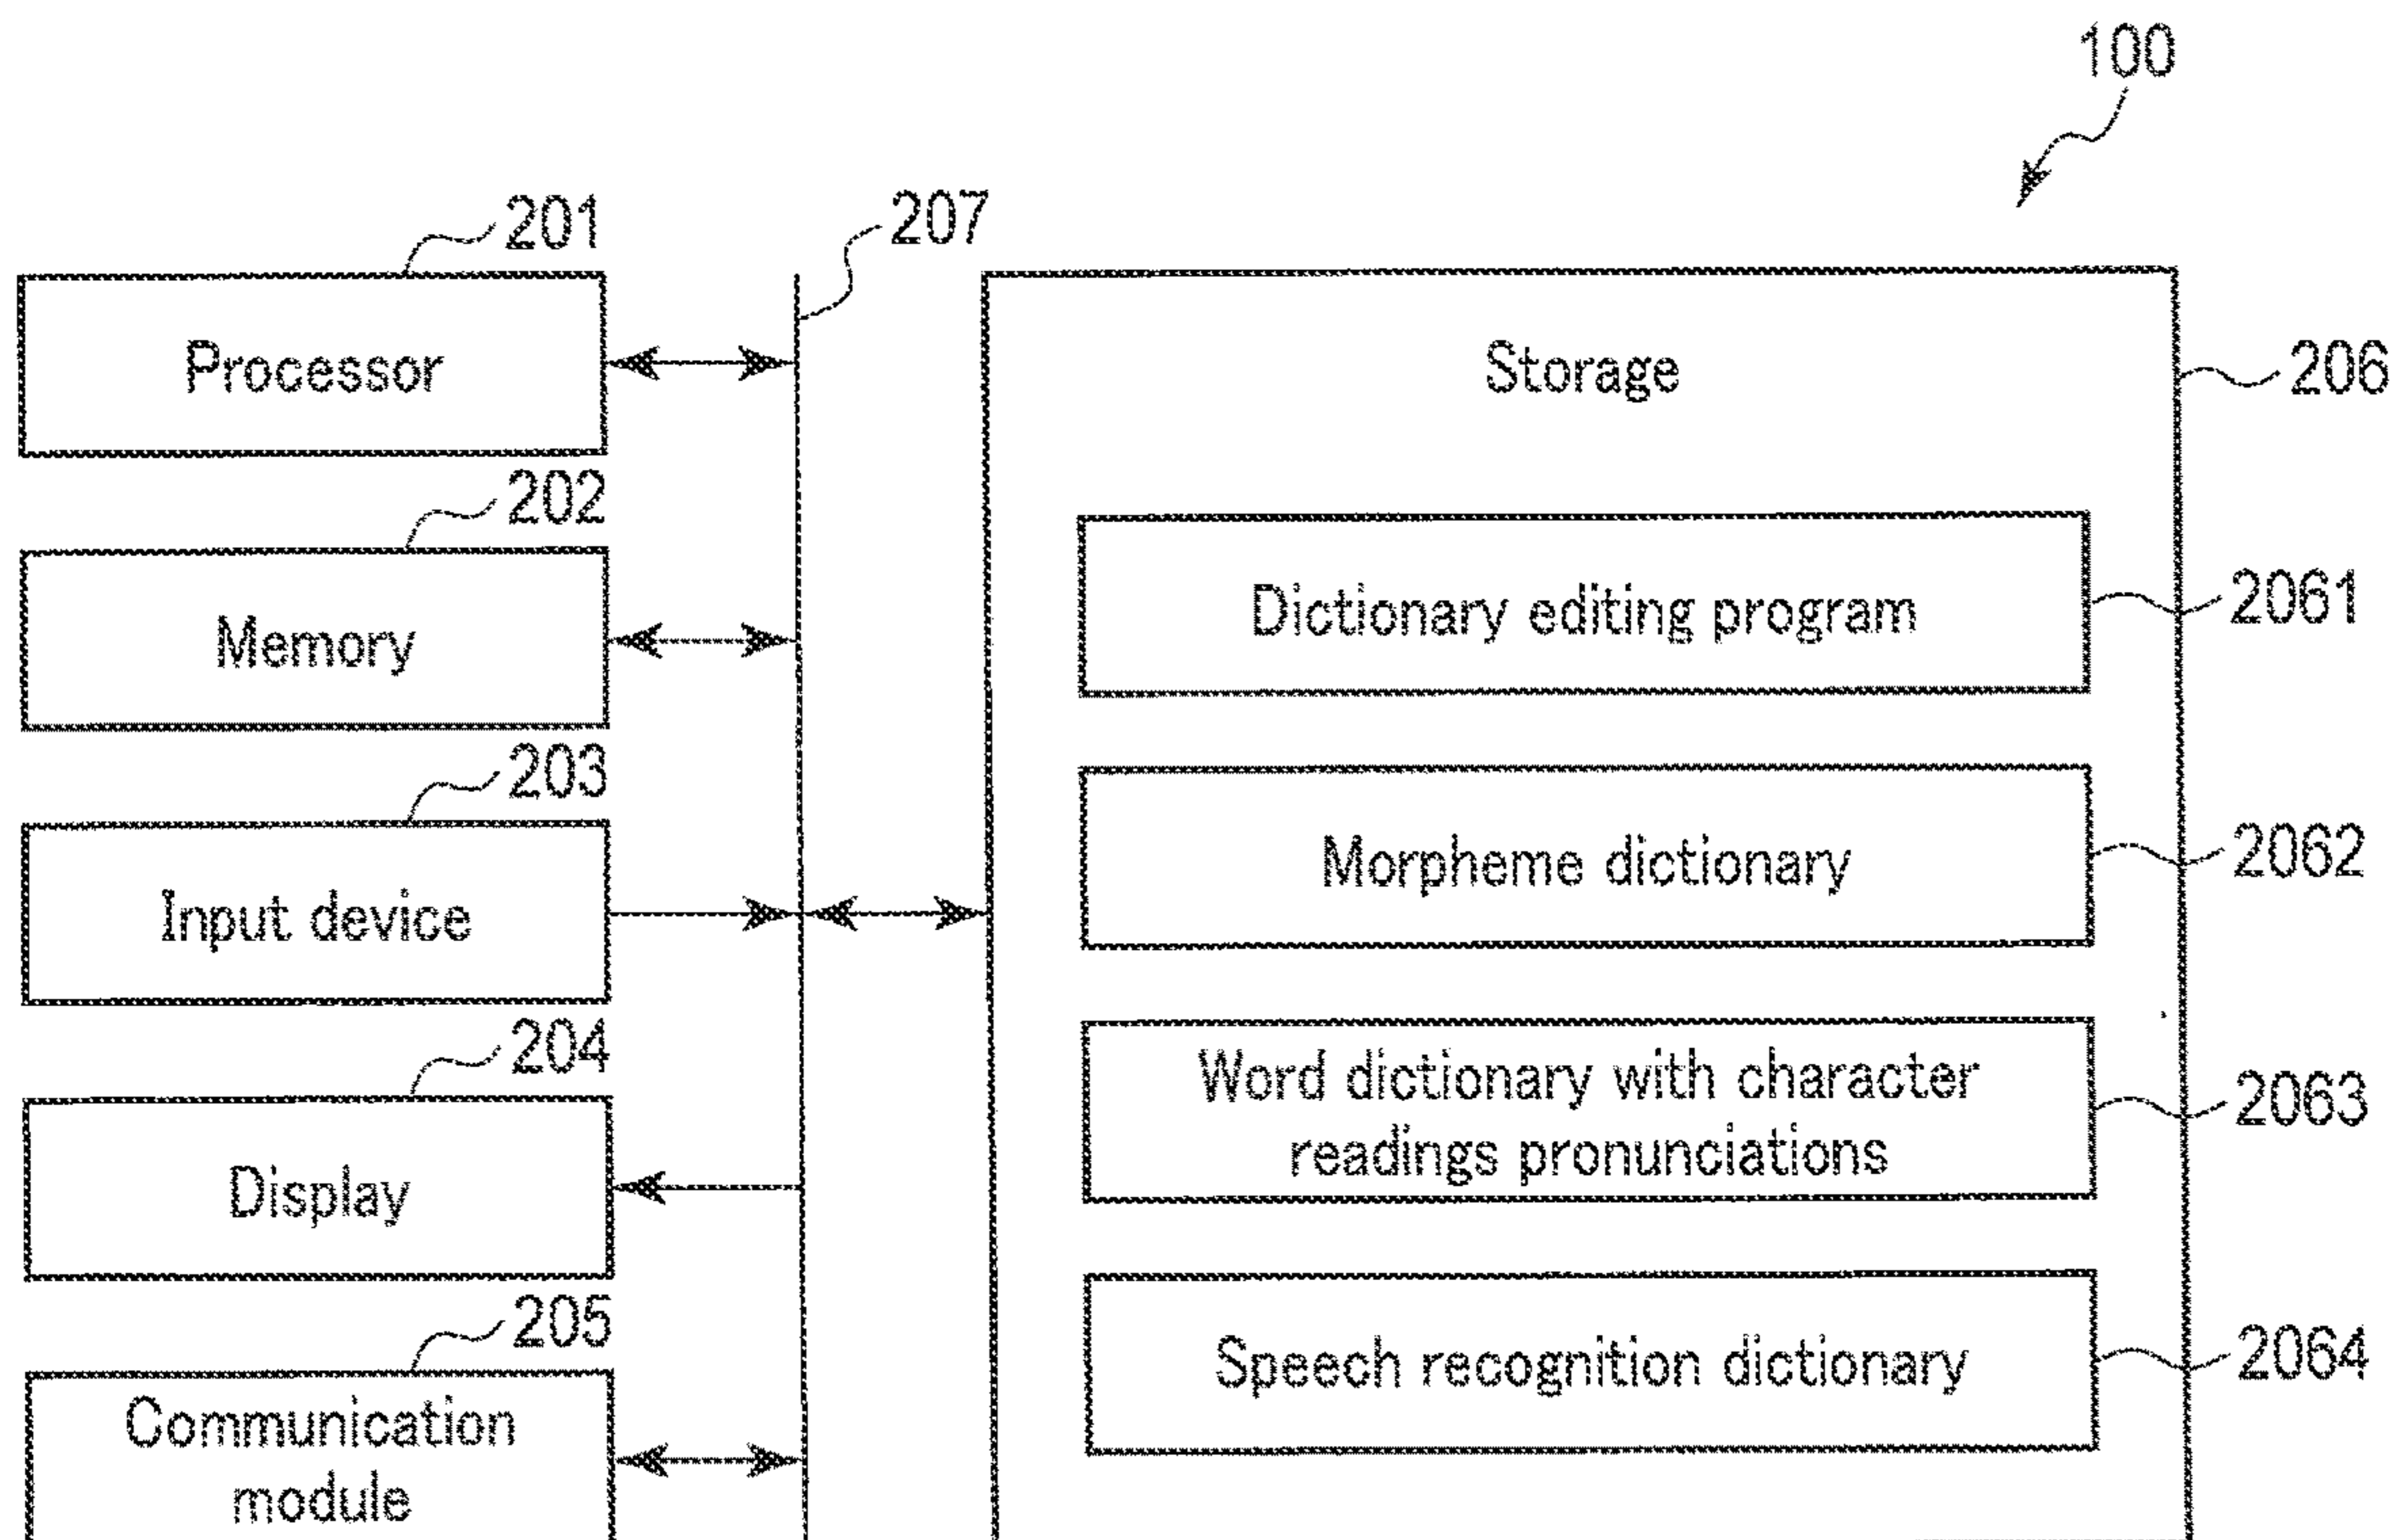 100
201
207
Processor
Storage
206
202
Memory
Dictionary editing program
2061
203
Input device
Morpheme dictionary
2062
204
Display
Word dictionary with character
readings pronunciations
2063
205
Communication
module
Speech recognition dictionary
2064